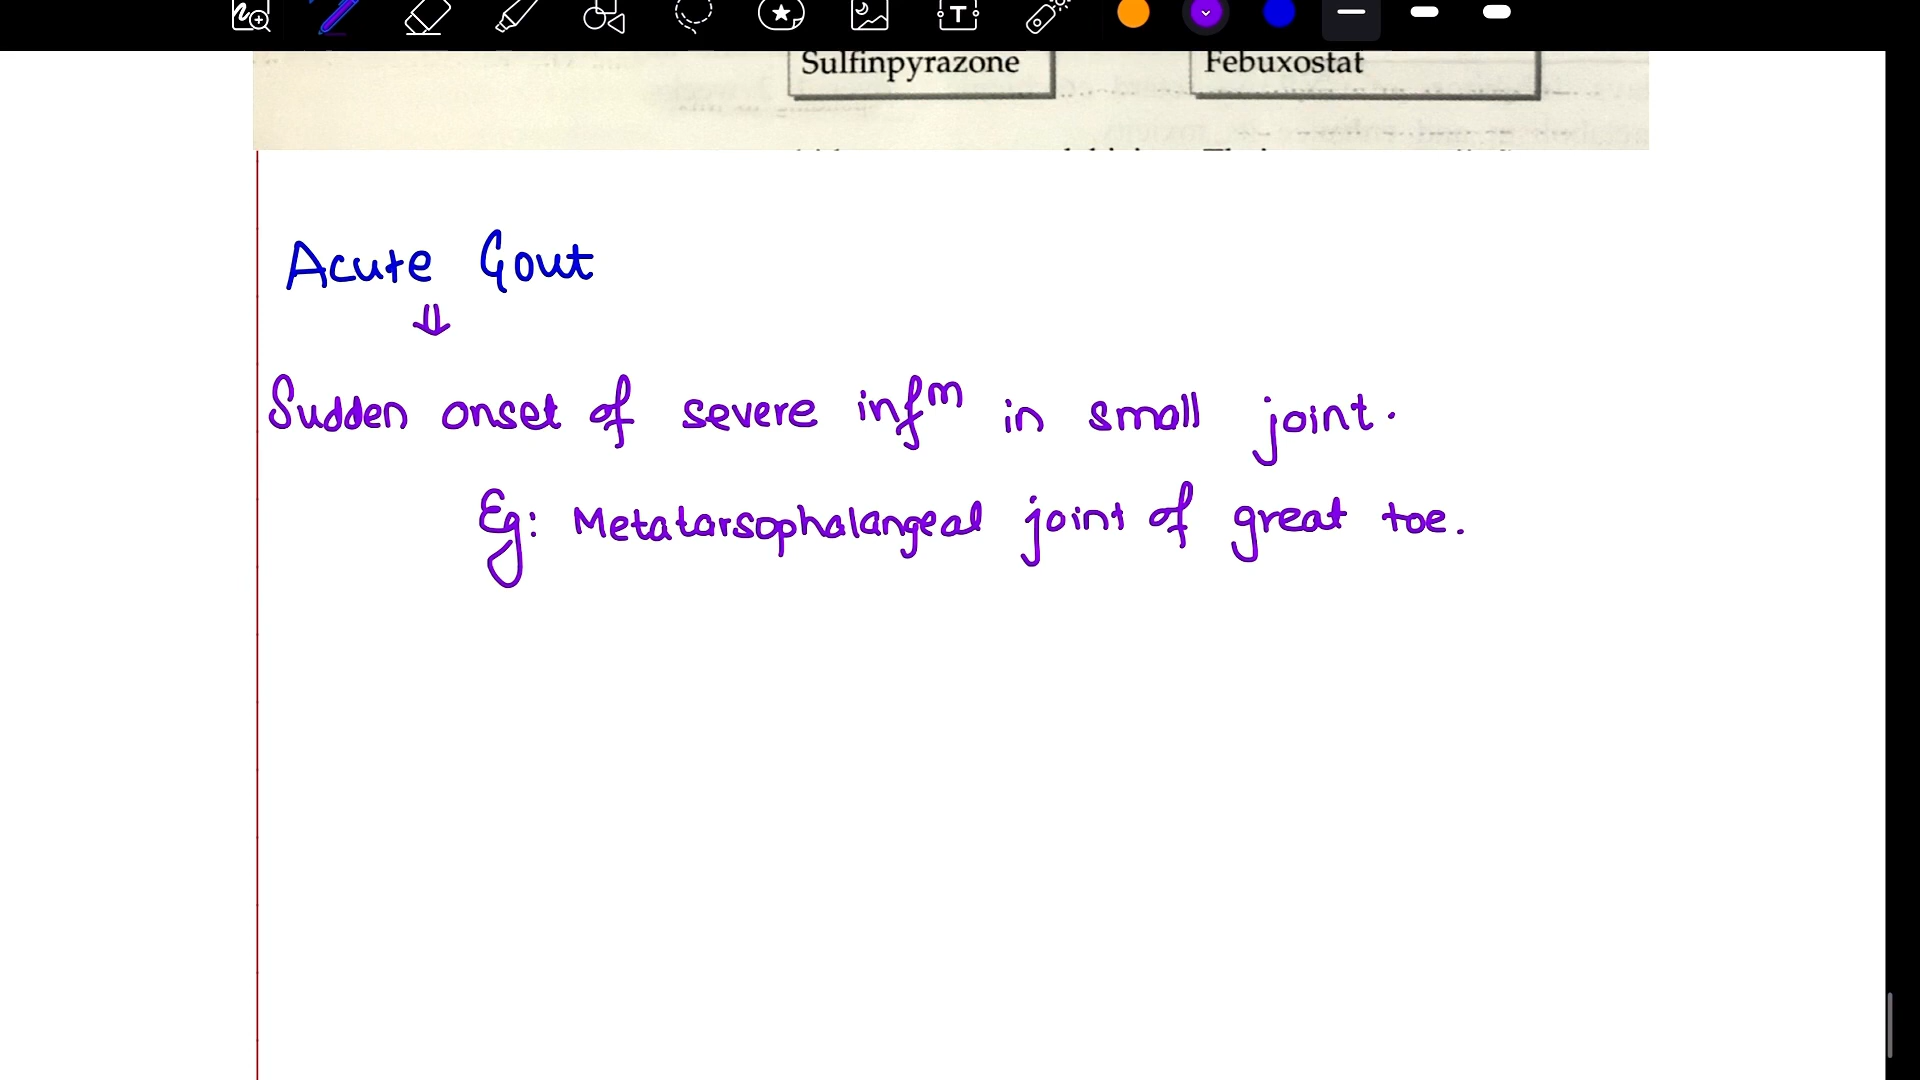 Sulfinpyrazone Febuxostat
Acute Gout
⇓
Sudden onset of severe infᵐ in small joint.
Eg: Metatarsophalangeal joint of great toe.